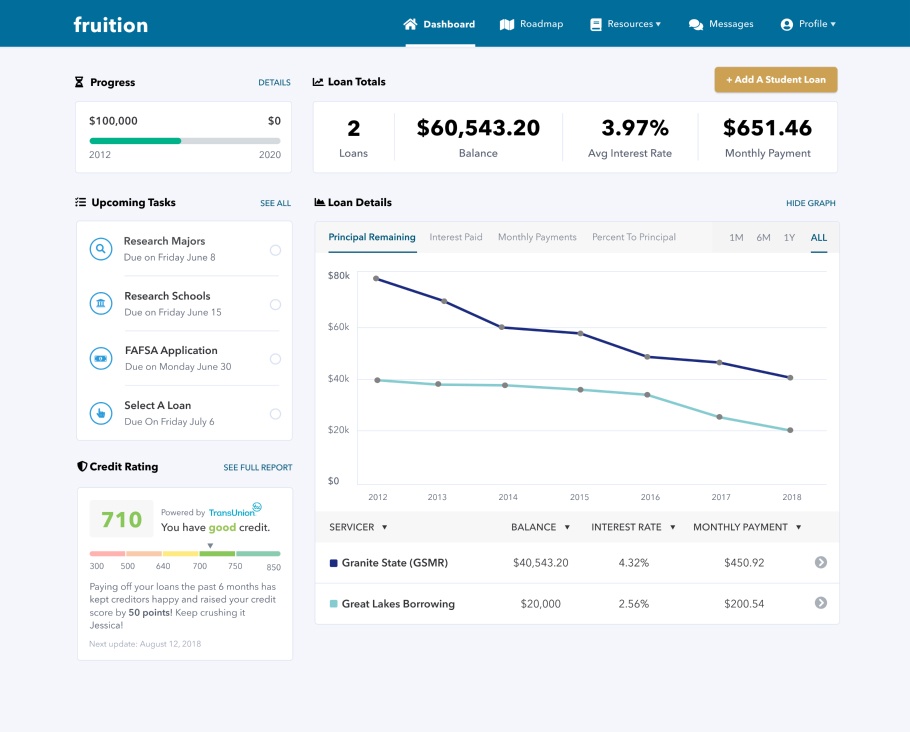 fruition
Dashboard
Roadmap
Resources ▾
Messages
Profile ▾
Progress
DETAILS
$100,000 $0
2012 2020
Loan Totals
+ Add A Student Loan
2 $60,543.20 3.97% $651.46
Loans Balance Avg Interest Rate Monthly Payment
Upcoming Tasks
SEE ALL
Research Majors
Due on Friday June 8
Research Schools
Due on Friday June 15
FAFSA Application
Due on Monday June 30
Select A Loan
Due On Friday July 6
Credit Rating
SEE FULL REPORT
710
Powered by TransUnion
tu
You have good credit.
300 500 640 700 750 850
Paying off your loans the past 6 months has
kept creditors happy and raised your credit
score by 50 points! Keep crushing it
Jessica!
Next update: August 12, 2018
Loan Details
HIDE GRAPH
Principal Remaining Interest Paid Monthly Payments Percent To Principal 1M 6M 1Y ALL
$80k
$60k
$40k
$20k
$0
2012 2013 2014 2015 2016 2017 2018
SERVICER ▾ BALANCE ▾ INTEREST RATE ▾ MONTHLY PAYMENT ▾
Granite State (GSMR) $40,543.20 4.32% $450.92
Great Lakes Borrowing $20,000 2.56% $200.54